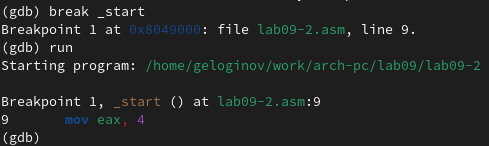 (gdb) break _start
Breakpoint 1 at 0x8049000: file lab09-2.asm, line 9.
(gdb) run
Starting program: /home/geloginov/work/arch-pc/lab09/lab09-2

Breakpoint 1, _start () at lab09-2.asm:9
9       mov eax, 4
(gdb)